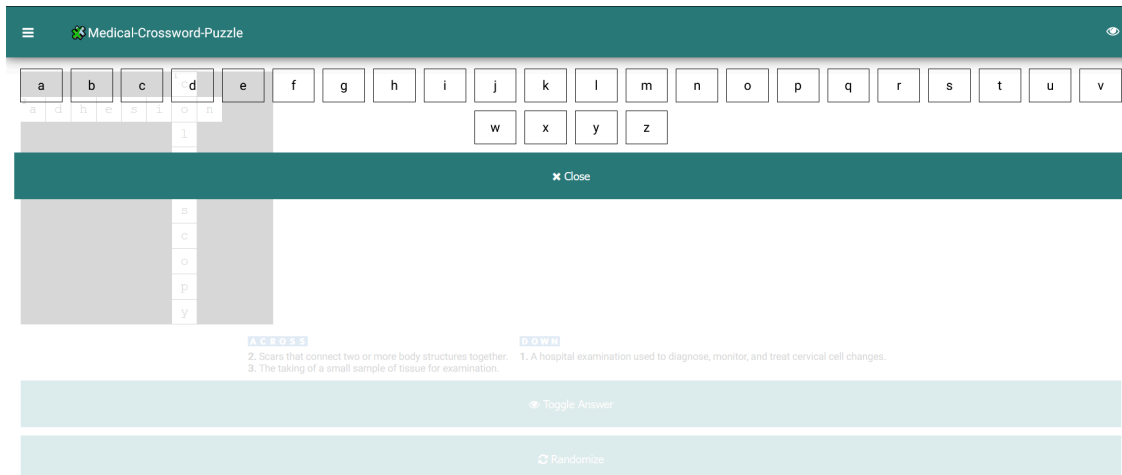 Medical-Crossword-Puzzle
a b c d e f g h i j k l m n o p q r s t u v
w x y z
c
a d h e s i o n
l
✖ Close
s
c
o
p
y
ACROSS
2. Scars that connect two or more body structures together.
3. The taking of a small sample of tissue for examination.
DOWN
1. A hospital examination used to diagnose, monitor, and treat cervical cell changes.
Toggle Answer
Randomize